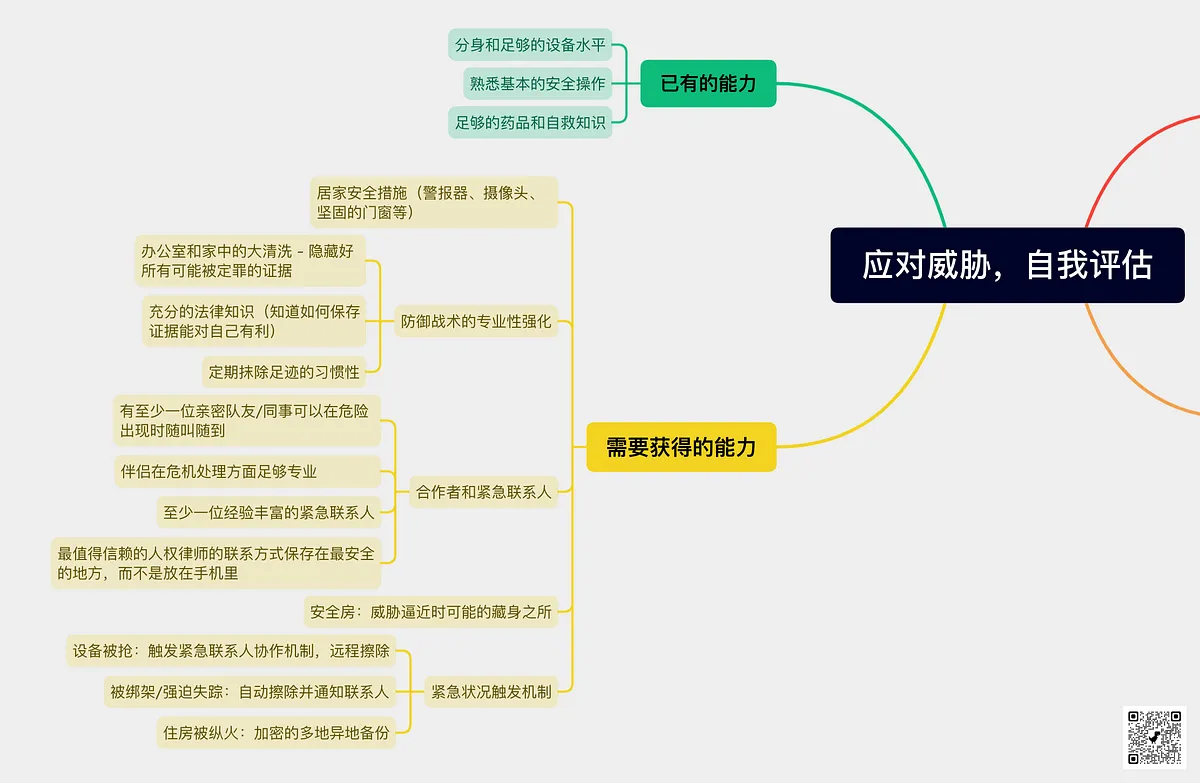 分身和足够的设备水平
熟悉基本的安全操作
足够的药品和自救知识
已有的能力
应对威胁，自我评估
需要获得的能力
居家安全措施（警报器、摄像头、
坚固的门窗等）
防御战术的专业性强化
办公室和家中的大清洗 - 隐藏好
所有可能被定罪的证据
充分的法律知识（知道如何保存
证据能对自己有利）
定期抹除足迹的习惯性
合作者和紧急联系人
有至少一位亲密队友/同事可以在危险
出现时随叫随到
伴侣在危机处理方面足够专业
至少一位经验丰富的紧急联系人
最值得信赖的人权律师的联系方式保存在最安全
的地方，而不是放在手机里
安全房：威胁逼近时可能的藏身之所
紧急状况触发机制
设备被抢：触发紧急联系人协作机制，远程擦除
被绑架/强迫失踪：自动擦除并通知联系人
住房被纵火：加密的多地异地备份